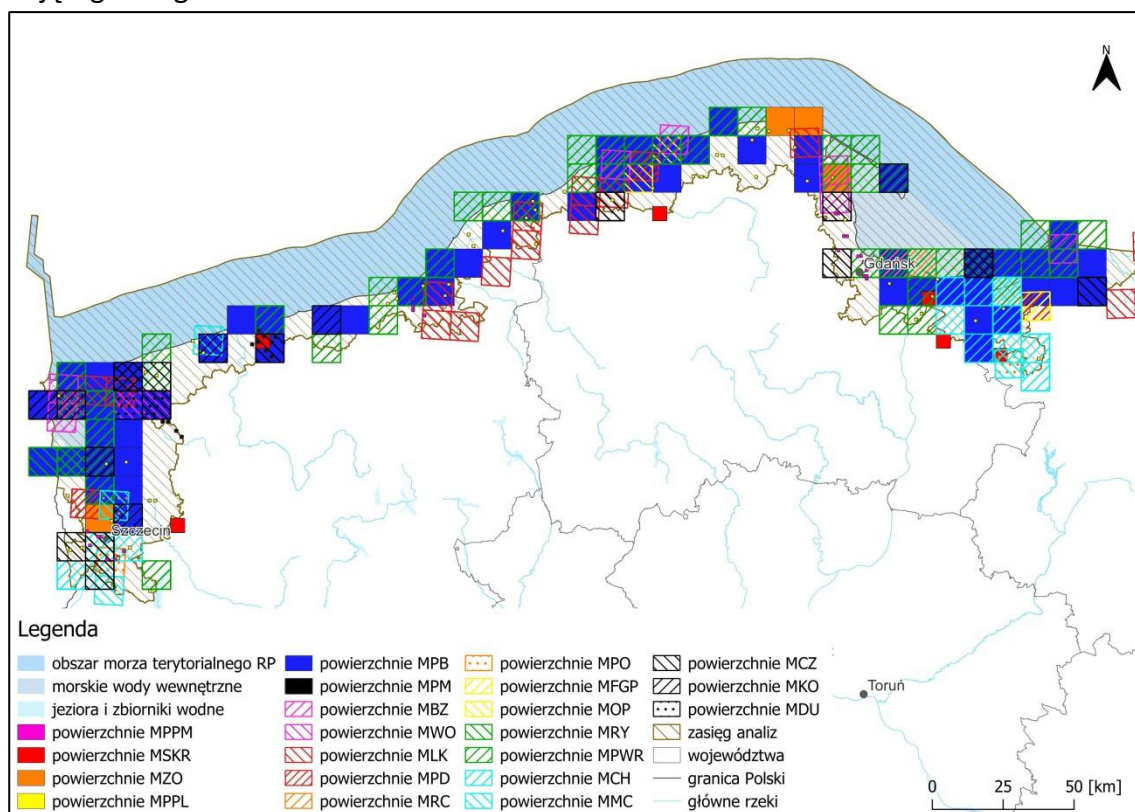 N
Gdańsk
Szczecin
Toruń
Legenda
obszar morza terytorialnego RP
morskie wody wewnętrzne
jeziora i zbiorniki wodne
powierzchnie MPPM
powierzchnie MSKR
powierzchnie MZO
powierzchnie MPPL
powierzchnie MPB
powierzchnie MPM
powierzchnie MBZ
powierzchnie MWO
powierzchnie MLK
powierzchnie MPD
powierzchnie MRC
powierzchnie MPO
powierzchnie MFGP
powierzchnie MOP
powierzchnie MRY
powierzchnie MPWR
powierzchnie MCH
powierzchnie MMC
powierzchnie MCZ
powierzchnie MKO
powierzchnie MDU
zasięg analiz
województwa
granica Polski
główne rzeki
0 25 50 [km]